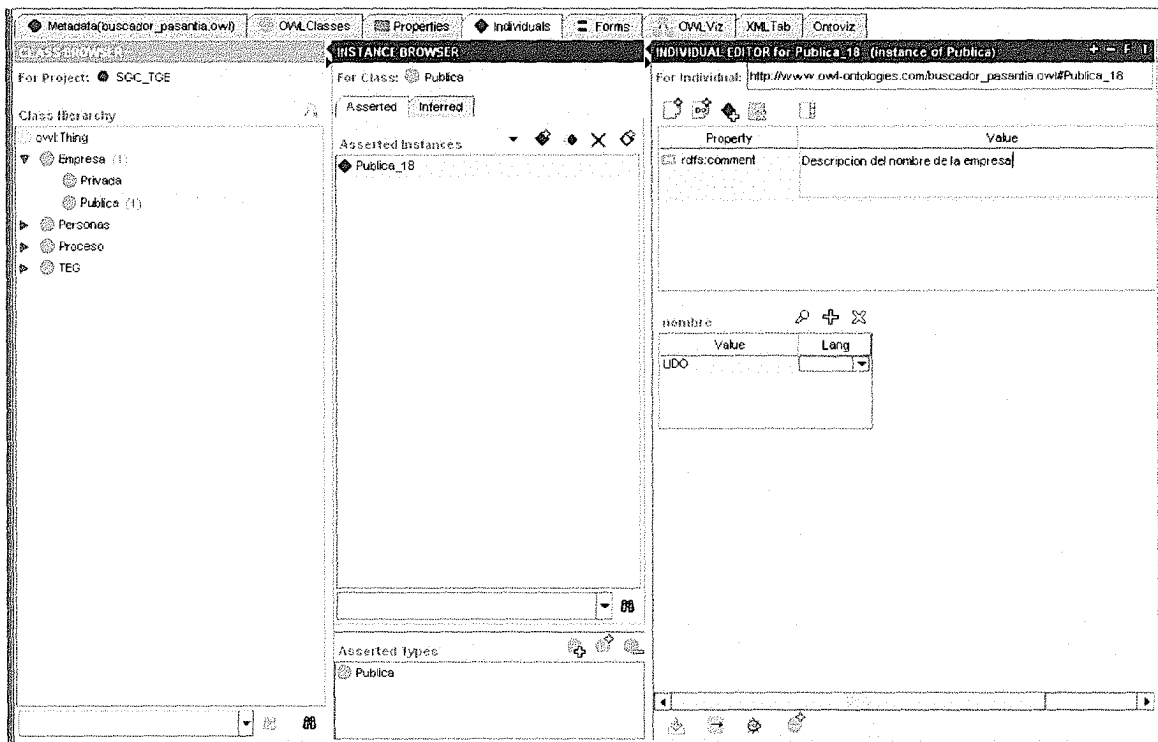 Metadata(buscador_pasantia.owl) OWLClasses Properties Individuals Forms OWLViz XMLTab Ontoviz
CLASS BROWSER
For Project: SGC_TGE
Class Hierarchy
owl:Thing
Empresa (1)
Privada
Publica (1)
Personas
Proceso
TEG
INSTANCE BROWSER
For Class: Publica
Asserted Inferred
Asserted Instances
Publica_18
Asserted Types
Publica
INDIVIDUAL EDITOR for Publica_18 (instance of Publica) + - F T
For Individual: http://www.owl-ontologies.com/buscador_pasantia.owl#Publica_18
Property Value
rdfs:comment Descripcion del nombre de la empresa
nombre
Value Lang
UDO